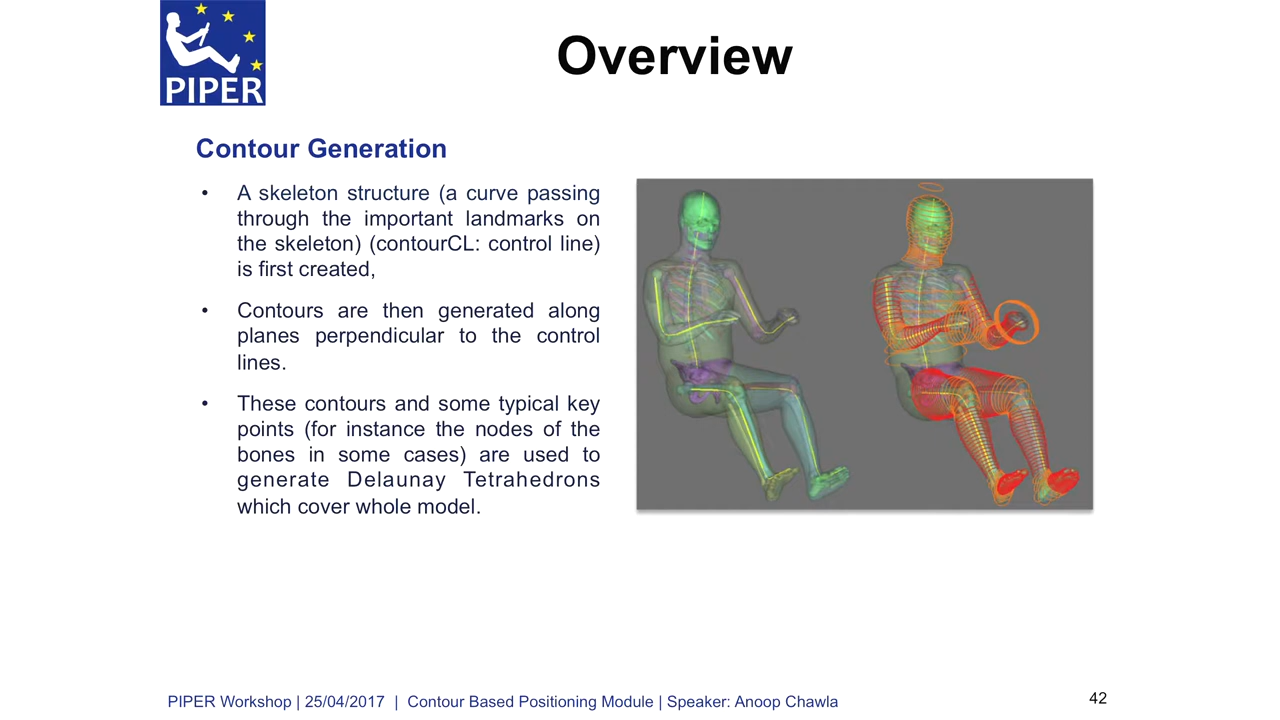 PIPER
Overview
Contour Generation
• A skeleton structure (a curve passing
through the important landmarks on
the skeleton) (contourCL: control line)
is first created,
• Contours are then generated along
planes perpendicular to the control
lines.
• These contours and some typical key
points (for instance the nodes of the
bones in some cases) are used to
generate Delaunay Tetrahedrons
which cover whole model.
PIPER Workshop | 25/04/2017 | Contour Based Positioning Module | Speaker: Anoop Chawla
42